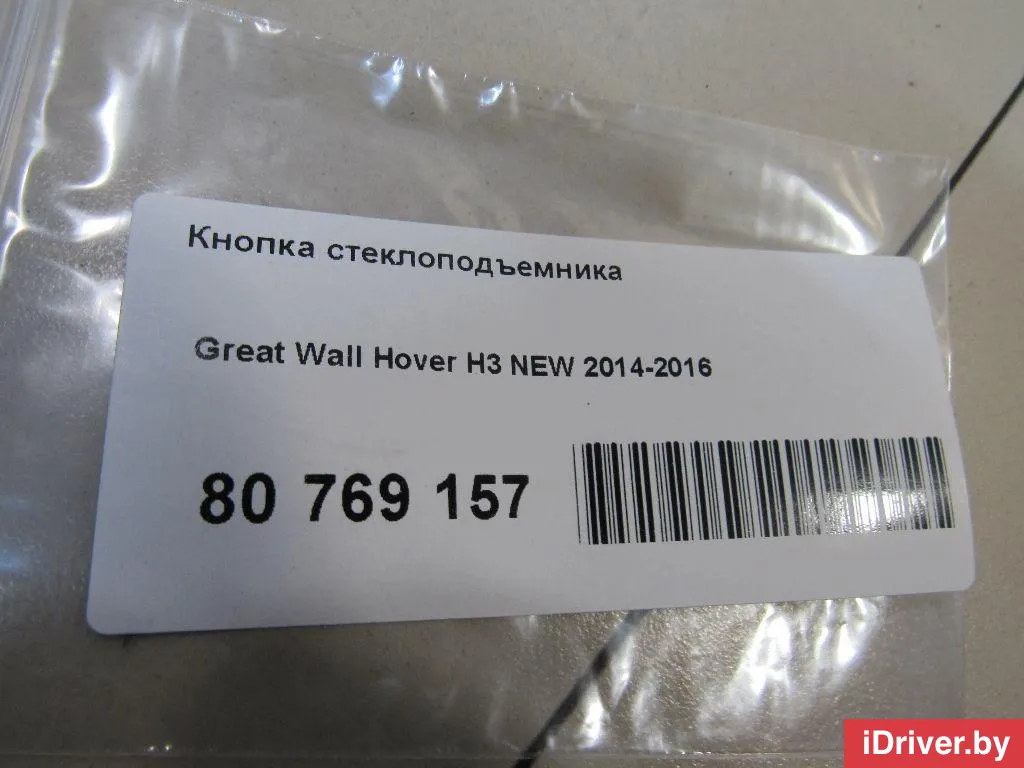 Кнопка стеклоподъемника
Great Wall Hover H3 NEW 2014-2016
80 769 157
iDriver.by